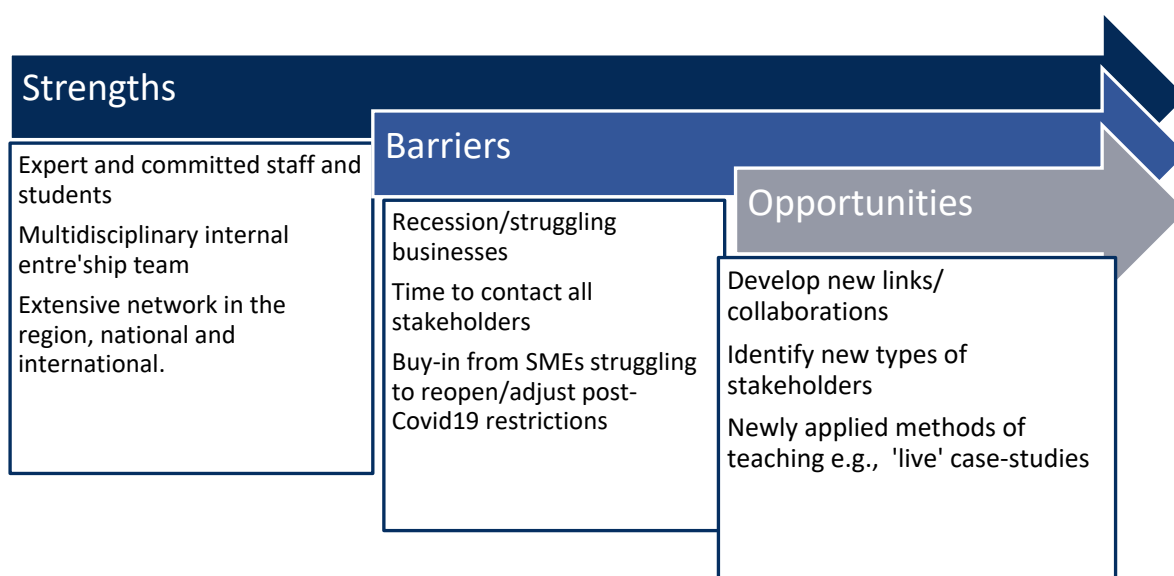 Strengths
Expert and committed staff and
students
Multidisciplinary internal
entre'ship team
Extensive network in the
region, national and
international.
Barriers
Recession/struggling
businesses
Time to contact all
stakeholders
Buy-in from SMEs struggling
to reopen/adjust post-
Covid19 restrictions
Opportunities
Develop new links/
collaborations
Identify new types of
stakeholders
Newly applied methods of
teaching e.g.,  'live' case-studies